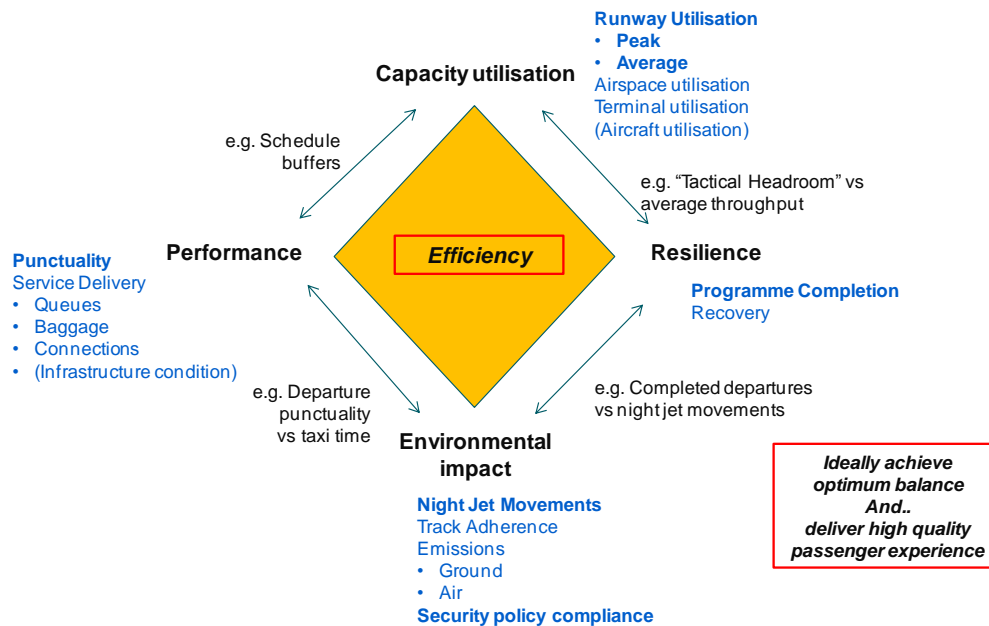 Runway Utilisation
• Peak
• Average
Airspace utilisation
Terminal utilisation
(Aircraft utilisation)
Capacity utilisation
e.g. Schedule
buffers
e.g. “Tactical Headroom” vs
average throughput
Performance
Efficiency
Resilience
Punctuality
Service Delivery
• Queues
• Baggage
• Connections
• (Infrastructure condition)
Programme Completion
Recovery
e.g. Departure
punctuality
vs taxi time
e.g. Completed departures
vs night jet movements
Environmental
impact
Night Jet Movements
Track Adherence
Emissions
• Ground
• Air
Security policy compliance
Ideally achieve
optimum balance
And..
deliver high quality
passenger experience